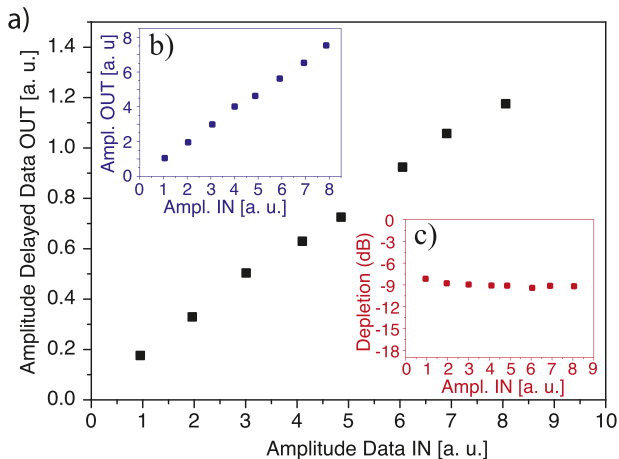 a)
Amplitude Delayed Data OUT [a. u.]
1.4
1.2
1.0
0.8
0.6
0.4
0.2
0.0
0 1 2 3 4 5 6 7 8 9 10
Amplitude Data IN [a. u.]
b)
Ampl. OUT [a. u]
8
6
4
2
0
0 1 2 3 4 5 6 7 8
Ampl. IN [a. u.]
c)
Depletion (dB)
0
-3
-6
-9
-12
-15
-18
0 1 2 3 4 5 6 7 8 9
Ampl. IN [a. u.]